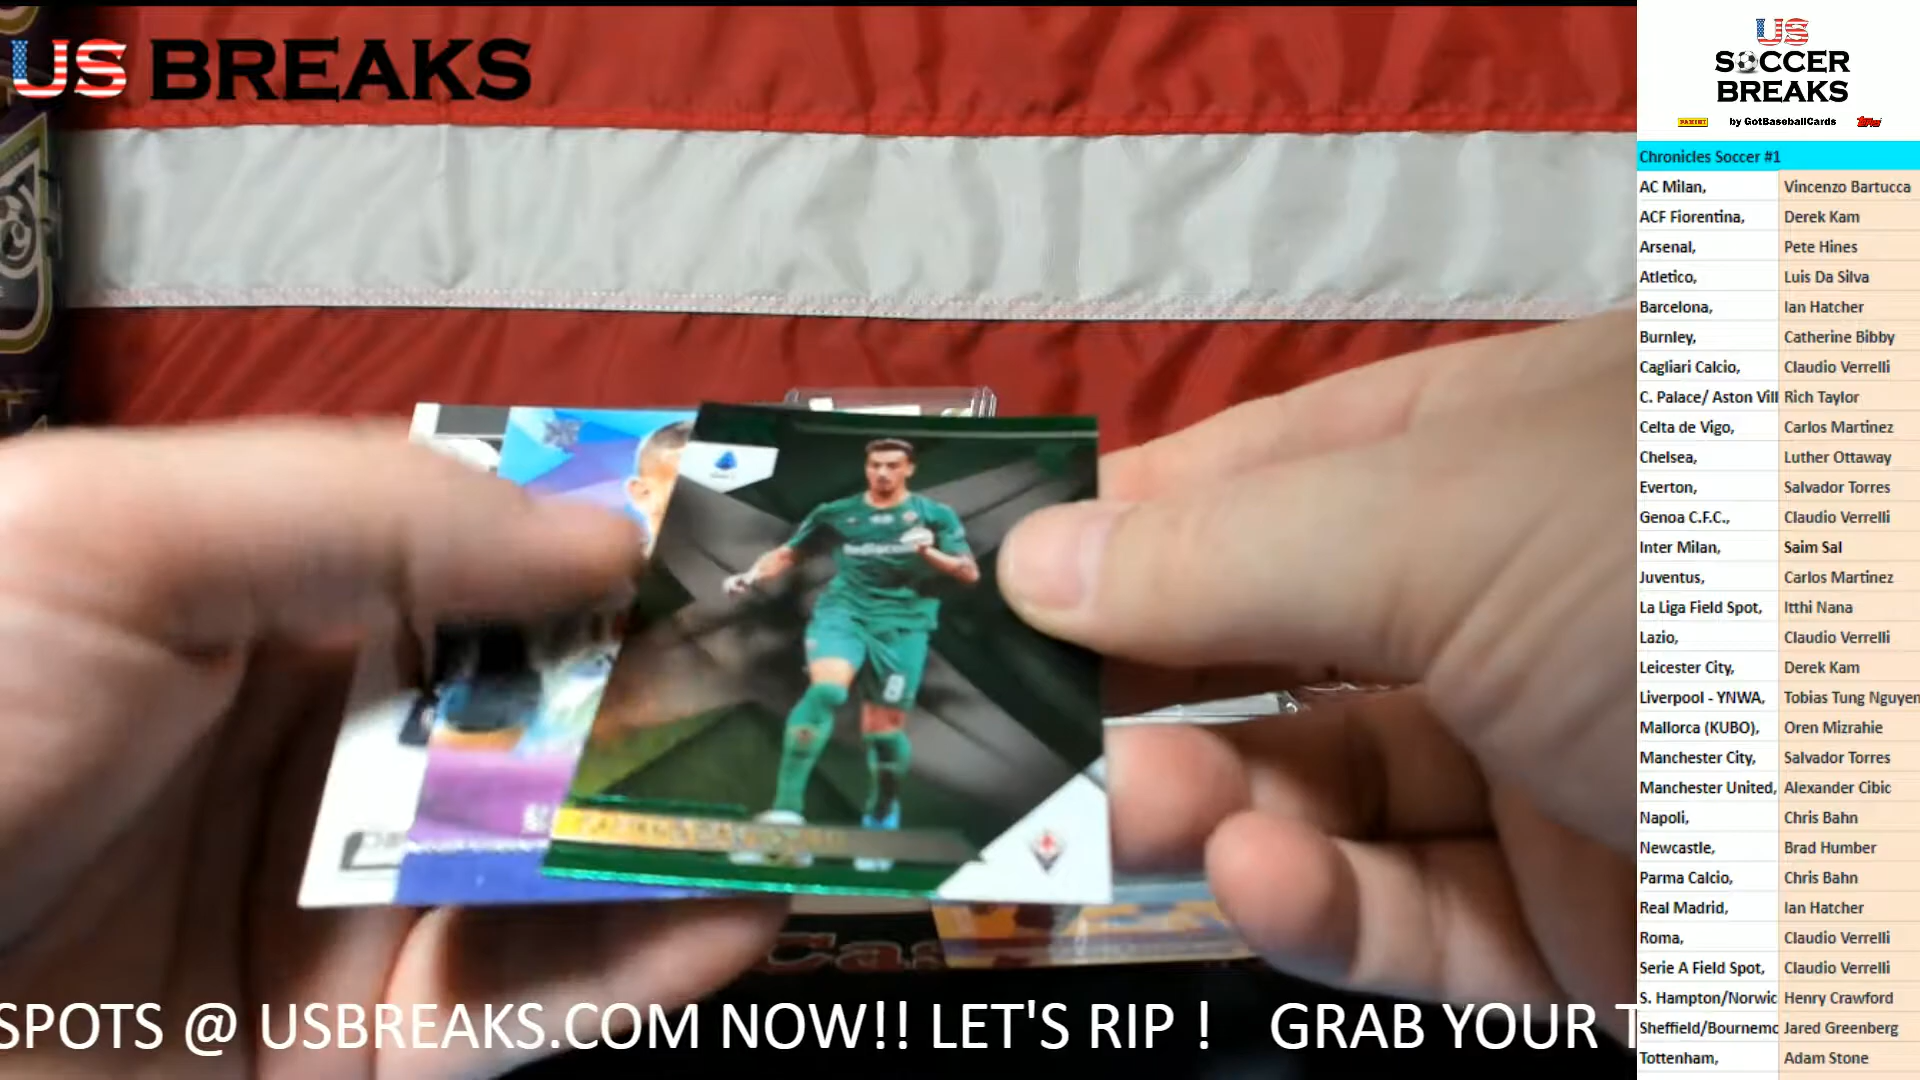 US BREAKS
US
SOCCER
BREAKS
PANINI by GotBaseballCards Topps
Chronicles Soccer #1
AC Milan, Vincenzo Bartucca
ACF Fiorentina, Derek Kam
Arsenal, Pete Hines
Atletico, Luis Da Silva
Barcelona, Ian Hatcher
Burnley, Catherine Bibby
Cagliari Calcio, Claudio Verrelli
C. Palace/ Aston Vill Rich Taylor
Celta de Vigo, Carlos Martinez
Chelsea, Luther Ottaway
Everton, Salvador Torres
Genoa C.F.C., Claudio Verrelli
Inter Milan, Saim Sal
Juventus, Carlos Martinez
La Liga Field Spot, Itthi Nana
Lazio, Claudio Verrelli
Leicester City, Derek Kam
Liverpool - YNWA, Tobias Tung Nguyen
Mallorca (KUBO), Oren Mizrahie
Manchester City, Salvador Torres
Manchester United, Alexander Cibic
Napoli, Chris Bahn
Newcastle, Brad Humber
Parma Calcio, Chris Bahn
Real Madrid, Ian Hatcher
Roma, Claudio Verrelli
Serie A Field Spot, Claudio Verrelli
S. Hampton/Norwic Henry Crawford
Sheffield/Bournemo Jared Greenberg
Tottenham, Adam Stone
8
Cas
SPOTS @ USBREAKS.COM NOW!! LET'S RIP ! GRAB YOUR T